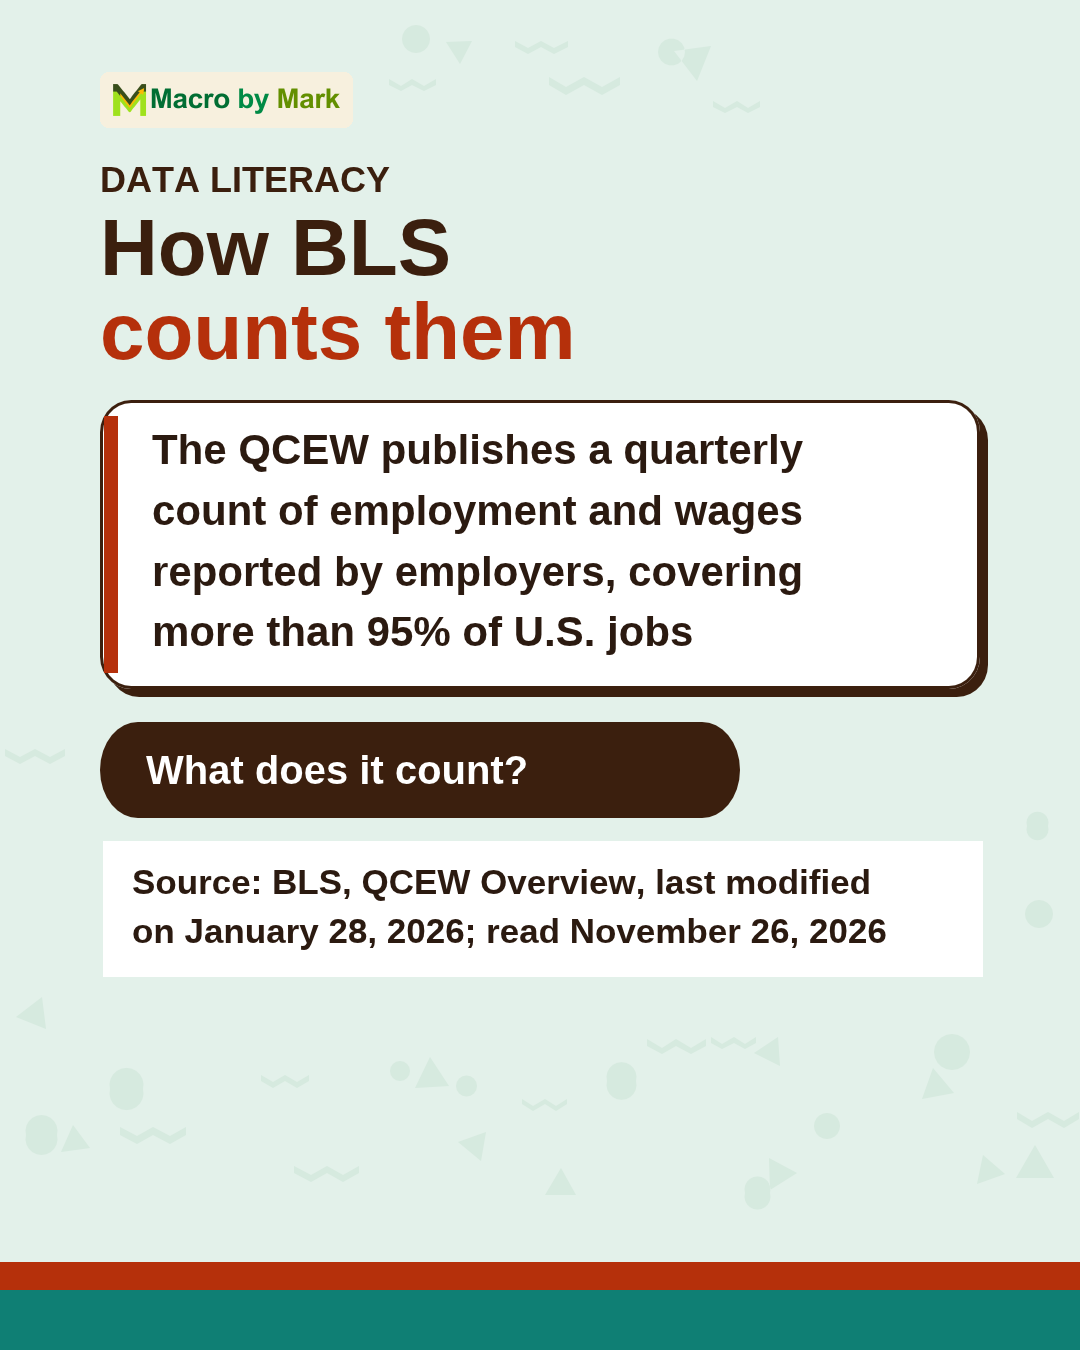 Macro by Mark
DATA LITERACY
How BLS
counts them
The QCEW publishes a quarterly
count of employment and wages
reported by employers, covering
more than 95% of U.S. jobs
What does it count?
Source: BLS, QCEW Overview, last modified
on January 28, 2026; read November 26, 2026